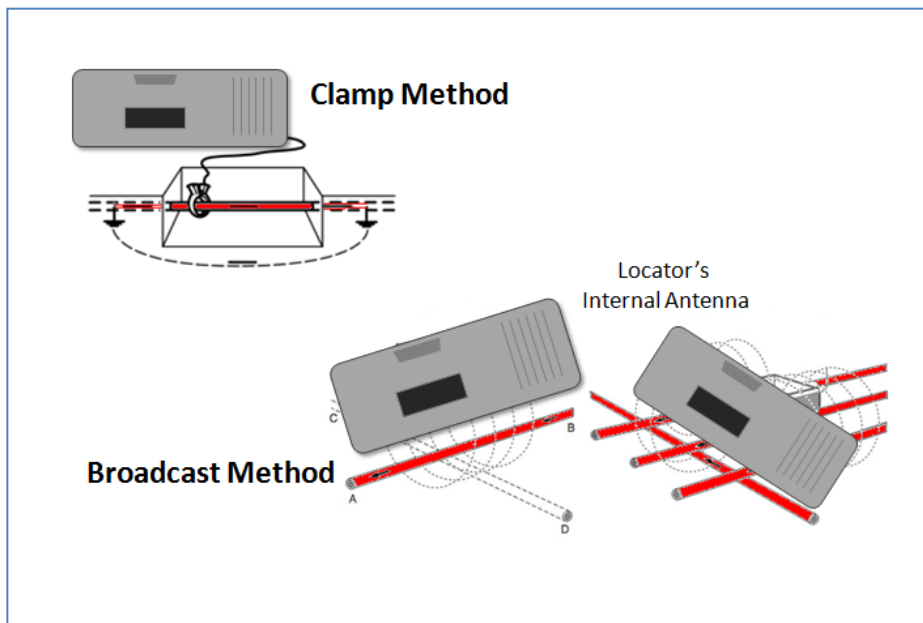 Clamp Method
Locator's
Internal Antenna
C
B
Broadcast Method
A
D